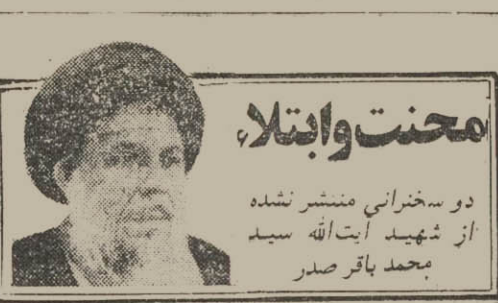 محنت وابتلاء
دو سخنرانی منتشر نشده
از شهید آیت‌الله سید
محمد باقر صدر